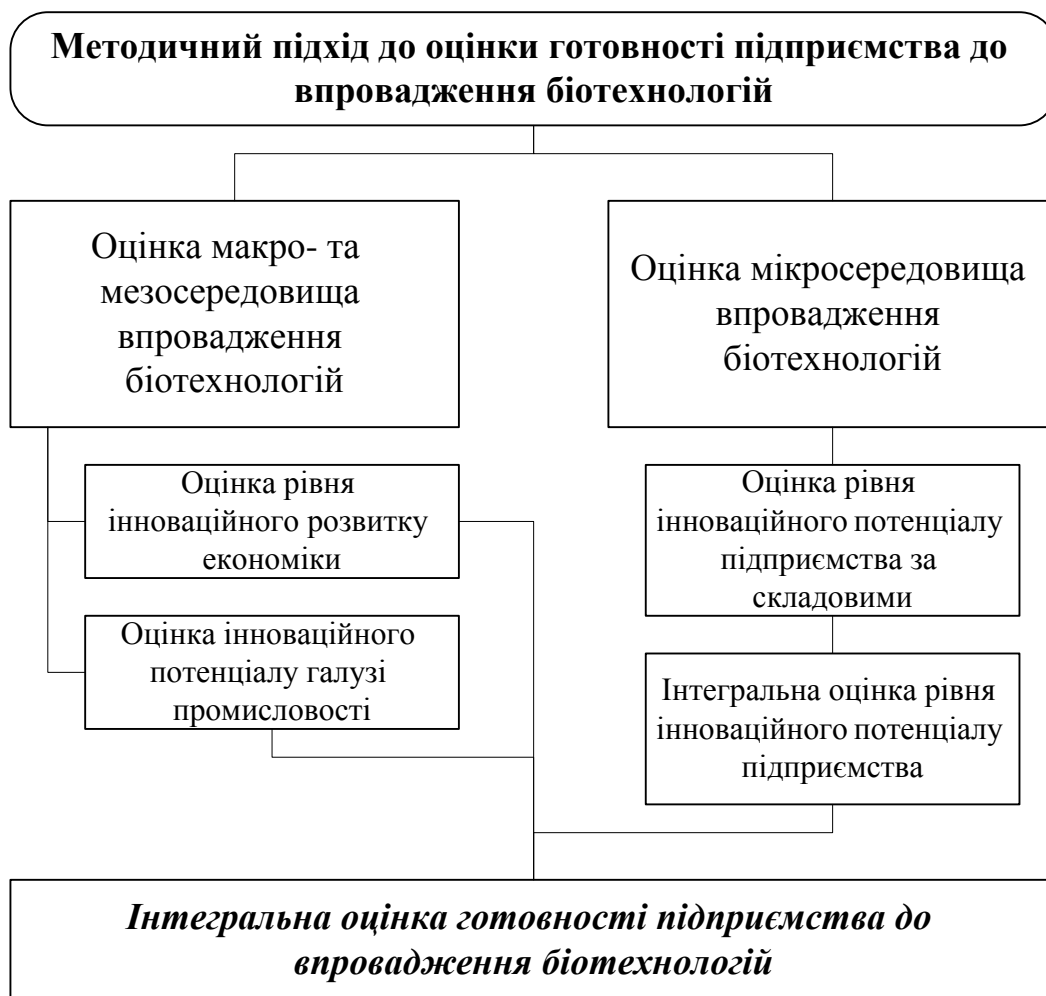 Методичний підхід до оцінки готовності підприємства до
впровадження біотехнологій
Оцінка макро- та
мезосередовища
впровадження
біотехнологій
Оцінка мікросередовища
впровадження
біотехнологій
Оцінка рівня
інноваційного розвитку
економіки
Оцінка рівня
інноваційного потенціалу
підприємства за
складовими
Оцінка інноваційного
потенціалу галузі
промисловості
Інтегральна оцінка рівня
інноваційного потенціалу
підприємства
Інтегральна оцінка готовності підприємства до
впровадження біотехнологій